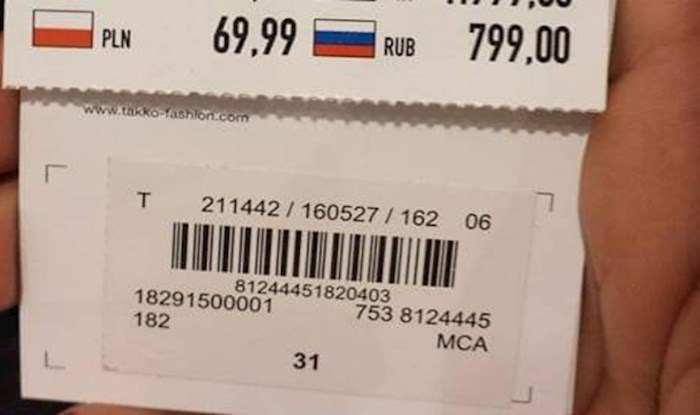 PLN 69,99 RUB 799,00
www.takko-fashion.com
T 211442 / 160527 / 162 06
81244451820403
18291500001 753 8124445
182 MCA
31